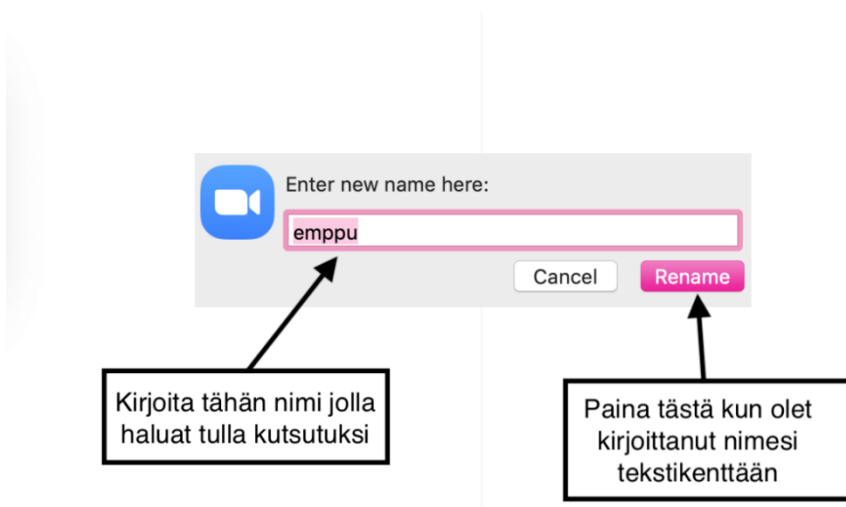 Enter new name here:
emppu
Cancel
Rename
Kirjoita tähän nimi jolla
haluat tulla kutsutuksi
Paina tästä kun olet
kirjoittanut nimesi
tekstikenttään